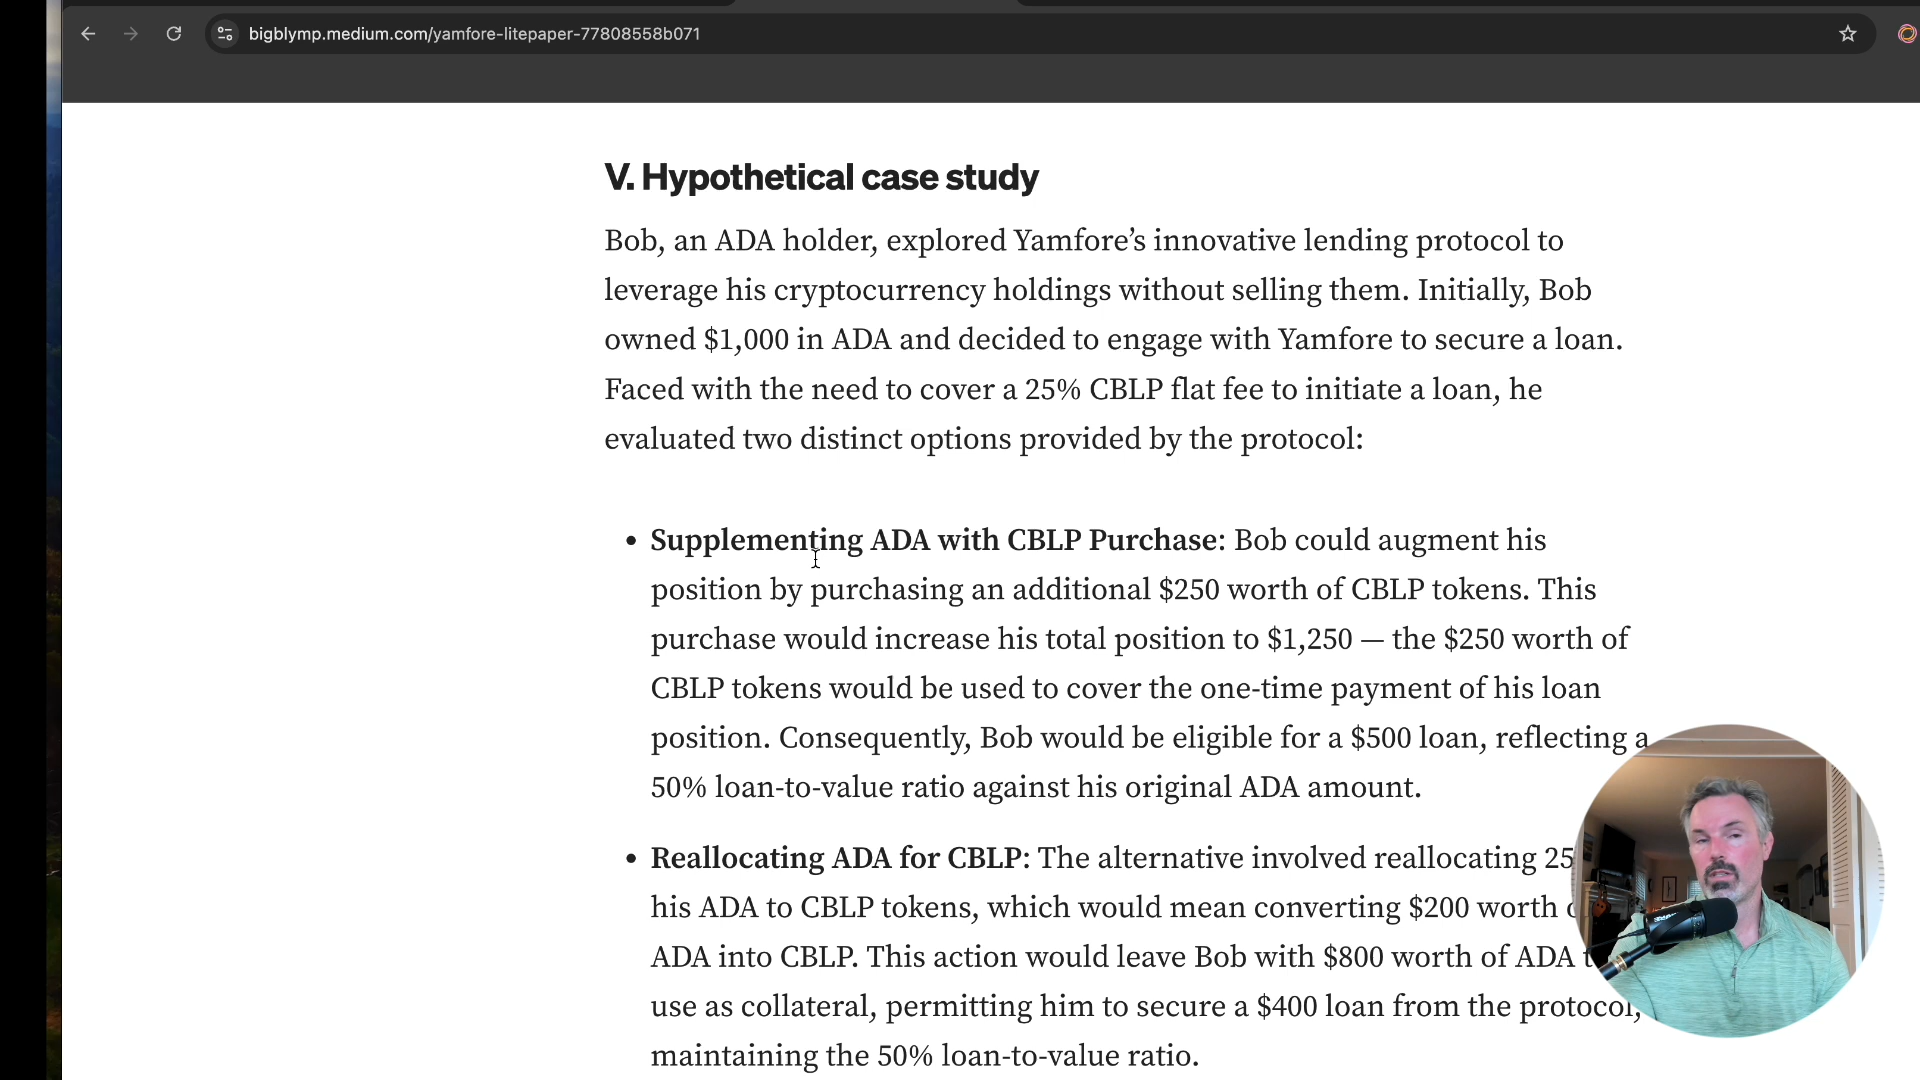 bigblymp.medium.com/yamfore-litepaper-77808558b071
V. Hypothetical case study
Bob, an ADA holder, explored Yamfore’s innovative lending protocol to
leverage his cryptocurrency holdings without selling them. Initially, Bob
owned $1,000 in ADA and decided to engage with Yamfore to secure a loan.
Faced with the need to cover a 25% CBLP flat fee to initiate a loan, he
evaluated two distinct options provided by the protocol:
• Supplementing ADA with CBLP Purchase: Bob could augment his
position by purchasing an additional $250 worth of CBLP tokens. This
purchase would increase his total position to $1,250 — the $250 worth of
CBLP tokens would be used to cover the one-time payment of his loan
position. Consequently, Bob would be eligible for a $500 loan, reflecting a
50% loan-to-value ratio against his original ADA amount.
• Reallocating ADA for CBLP: The alternative involved reallocating 25
his ADA to CBLP tokens, which would mean converting $200 worth
ADA into CBLP. This action would leave Bob with $800 worth of ADA
use as collateral, permitting him to secure a $400 loan from the protocol,
maintaining the 50% loan-to-value ratio.